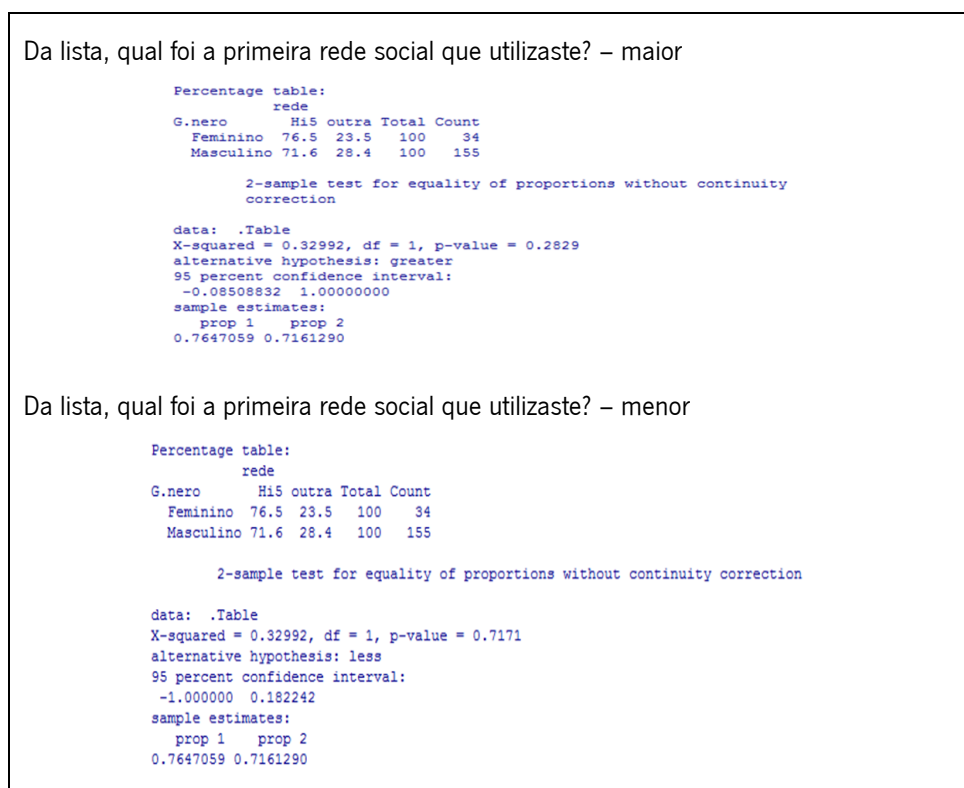 Da lista, qual foi a primeira rede social que utilizaste? – maior
Percentage table:
rede
G.nero Hi5 outra Total Count
Feminino 76.5 23.5 100 34
Masculino 71.6 28.4 100 155
2-sample test for equality of proportions without continuity
correction
data: .Table
X-squared = 0.32992, df = 1, p-value = 0.2829
alternative hypothesis: greater
95 percent confidence interval:
-0.08508832 1.00000000
sample estimates:
prop 1 prop 2
0.7647059 0.7161290
Da lista, qual foi a primeira rede social que utilizaste? – menor
Percentage table:
rede
G.nero Hi5 outra Total Count
Feminino 76.5 23.5 100 34
Masculino 71.6 28.4 100 155
2-sample test for equality of proportions without continuity correction
data: .Table
X-squared = 0.32992, df = 1, p-value = 0.7171
alternative hypothesis: less
95 percent confidence interval:
-1.000000 0.182242
sample estimates:
prop 1 prop 2
0.7647059 0.7161290